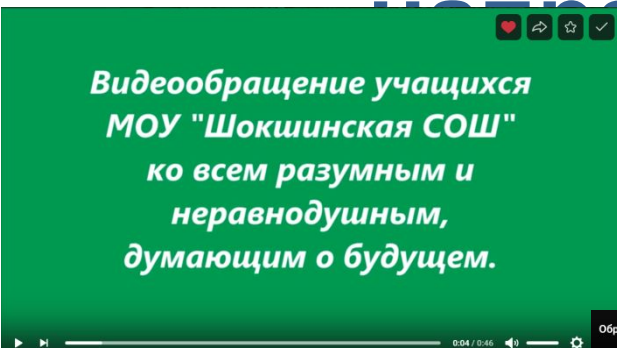 Видеообращение учащихся
МОУ "Шокшинская СОШ"
ко всем разумным и
неравнодушным,
думающим о будущем.
0:04 / 0:46